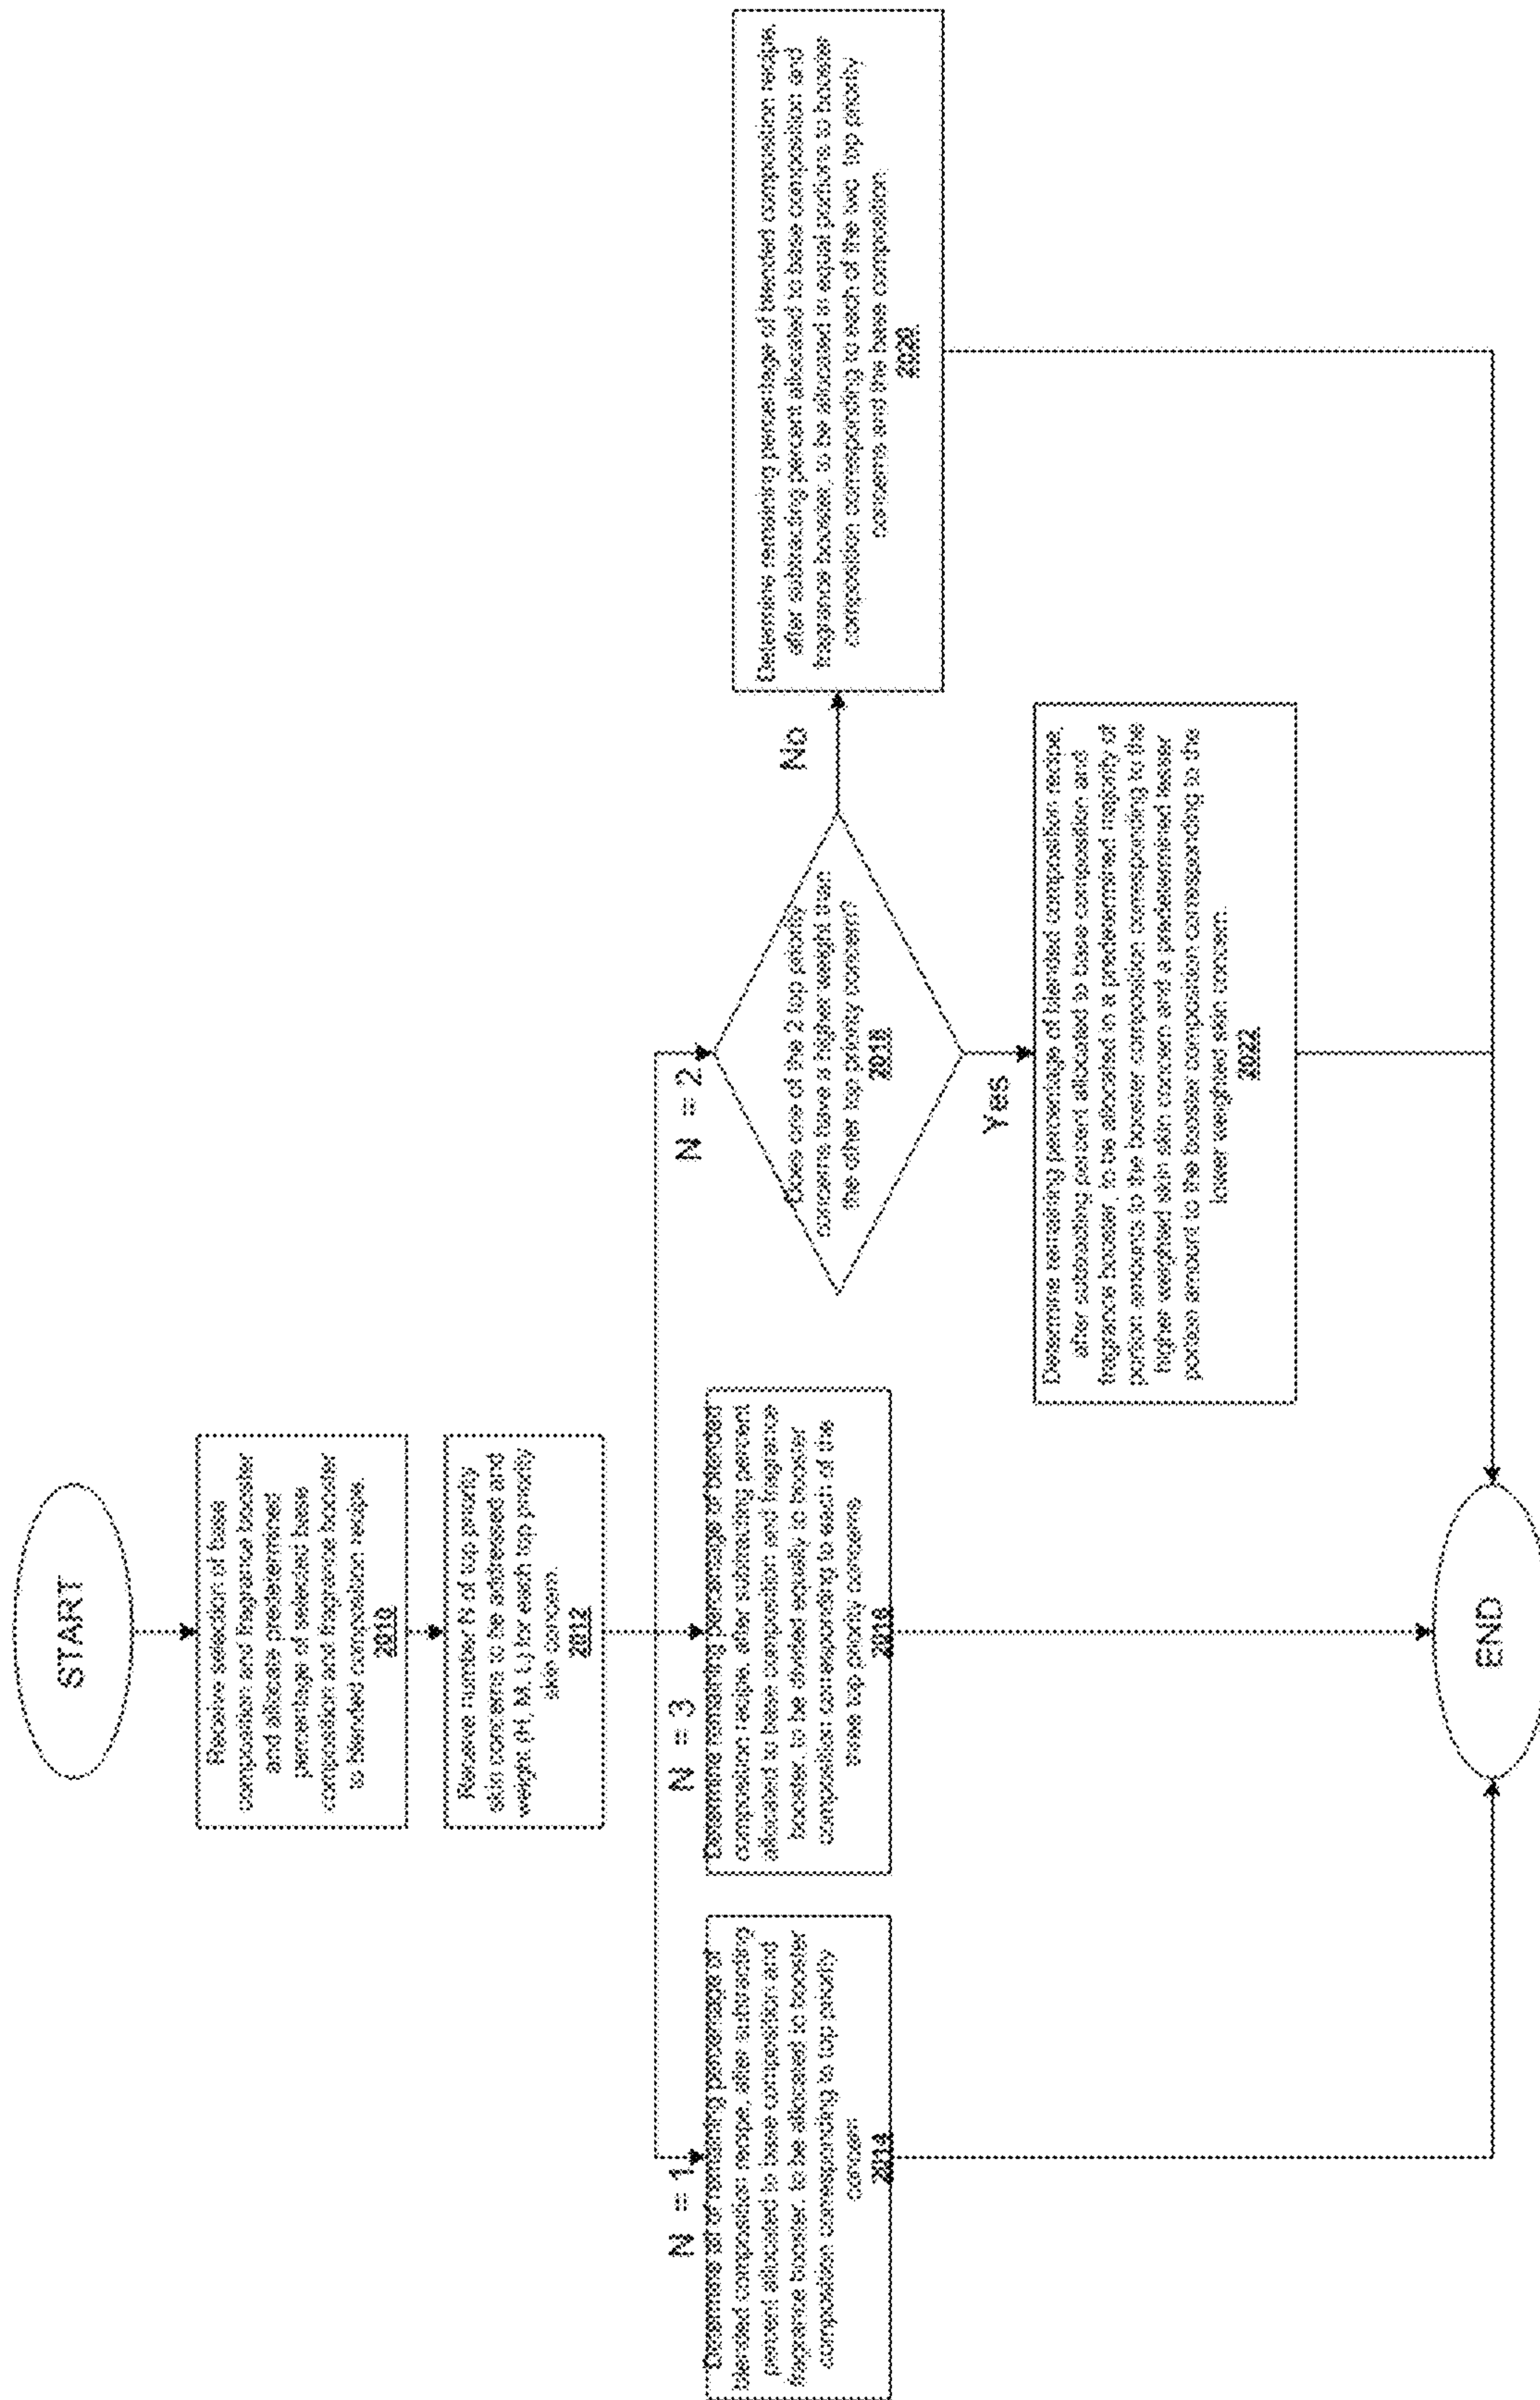 START
Receive selection of base
composition and fragrance booster
and allocate predetermined
percentage of selected base
composition and fragrance booster
to blended composition recipe.
2010
Receive number N of top priority
skin concerns to be addressed and
weight (H, M, L) for each top priority
skin concern.
2012
N = 1
Determine all of remaining percentage of
blended composition recipe, after subtracting
percent allocated to base composition and
fragrance booster, to be allocated to booster
composition corresponding to top priority
concern
2014
N = 3
Determine remaining percentage of blended
composition recipe, after subtracting percent
allocated to base composition and fragrance
booster, to be divided equally to booster
composition corresponding to each of the
three top priority concerns
2016
N = 2
Does one of the 2 top priority
concerns have a higher weight than
the other top priority concern?
2018
No
Determine remaining percentage of blended composition recipe,
after subtracting percent allocated to base composition and
fragrance booster, to be allocated in equal portions to booster
composition corresponding to each of the two top priority
concerns and the base composition.
2020
Yes
Determine remaining percentage of blended composition recipe,
after subtracting percent allocated to base composition and
fragrance booster, to be allocated in a predetermined majority of
portion amounts to the booster composition corresponding to the
higher weighted skin concern and a predetermined lesser
portion amount to the booster composition corresponding to the
lower weighted skin concern.
2022
END